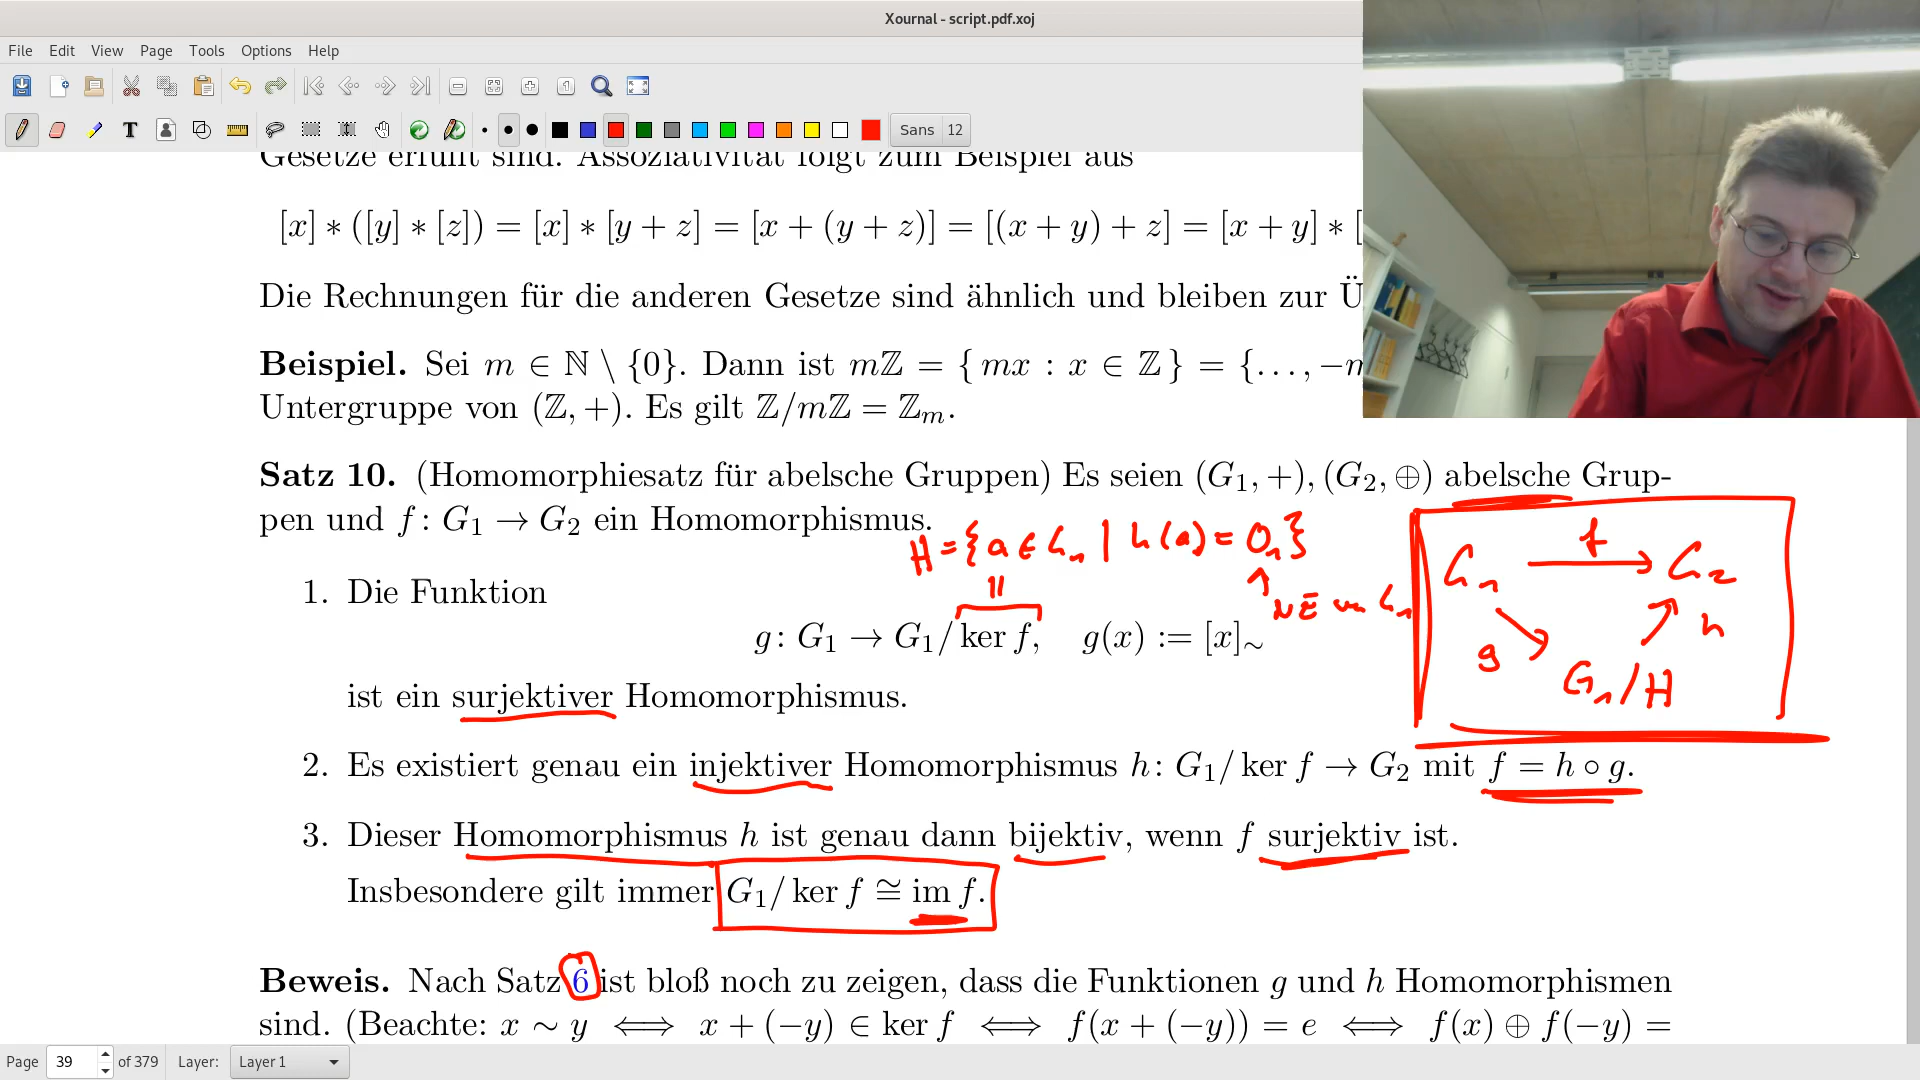 Xournal - script.pdf.xoj
File Edit View Page Tools Options Help
Sans 12
Gesetze erfüllt sind. Assoziativität folgt zum Beispiel aus
[x] ∗ ([y] ∗ [z]) = [x] ∗ [y + z] = [x + (y + z)] = [(x + y) + z] = [x + y] ∗ [
Die Rechnungen für die anderen Gesetze sind ähnlich und bleiben zur Ü
Beispiel. Sei m ∈ ℕ \ {0}. Dann ist mℤ = { mx : x ∈ ℤ } = {..., −m
Untergruppe von (ℤ, +). Es gilt ℤ/mℤ = ℤₘ.
Satz 10. (Homomorphiesatz für abelsche Gruppen) Es seien (G₁, +), (G₂, ⊕) abelsche Grup-
pen und f : G₁ → G₂ ein Homomorphismus.
H = {a ∈ G₁ | h(a) = 0₁}
NE von G₁
G₁ f G₂
g h
G₁/H
1. Die Funktion
g : G₁ → G₁/ ker f, g(x) := [x]∼
ist ein surjektiver Homomorphismus.
2. Es existiert genau ein injektiver Homomorphismus h : G₁/ ker f → G₂ mit f = h ∘ g.
3. Dieser Homomorphismus h ist genau dann bijektiv, wenn f surjektiv ist.
Insbesondere gilt immer G₁/ ker f ≅ im f.
Beweis. Nach Satz 6 ist bloß noch zu zeigen, dass die Funktionen g und h Homomorphismen
sind. (Beachte: x ∼ y ⟺ x + (−y) ∈ ker f ⟺ f(x + (−y)) = e ⟺ f(x) ⊕ f(−y) =
Page 39 of 379 Layer: Layer 1